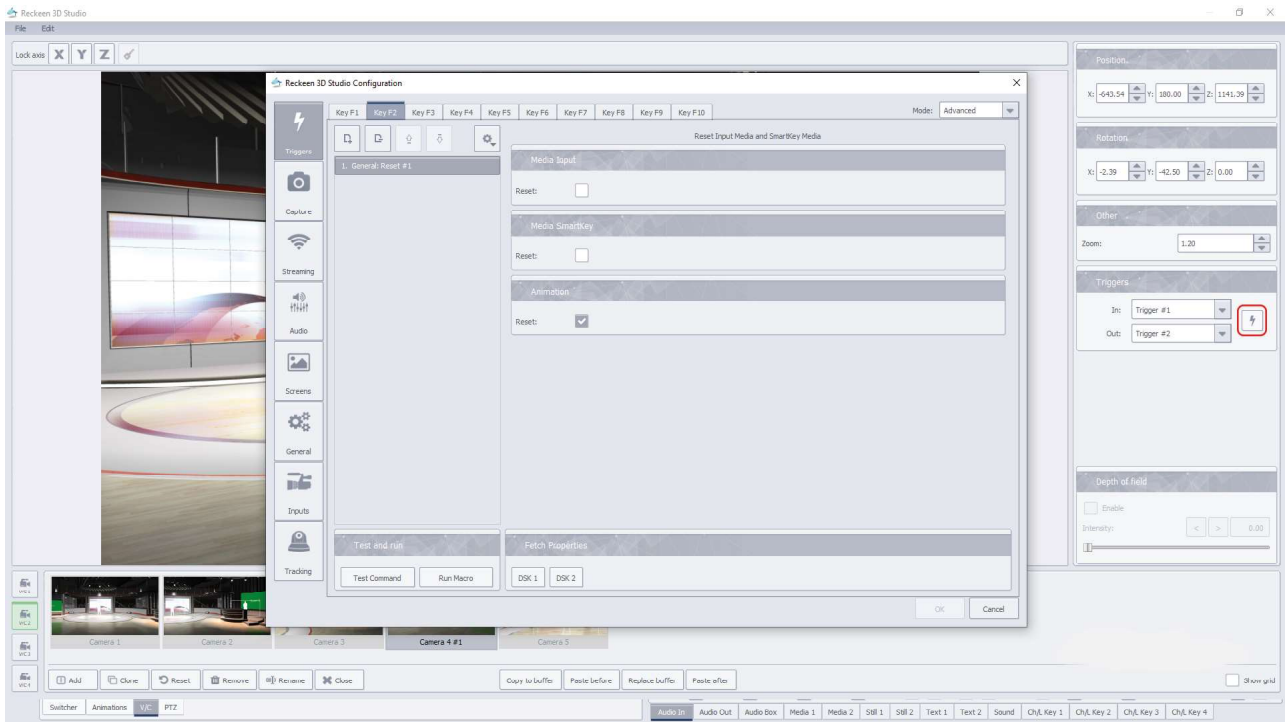 Reckeen 3D Studio
File Edit
Lock axis X Y Z
Reckeen 3D Studio Configuration
Key F1 Key F2 Key F3 Key F4 Key F5 Key F6 Key F7 Key F8 Key F9 Key F10
Mode: Advanced
Triggers
Capture
Streaming
Audio
Screens
General
Inputs
Tracking
1. General: Reset #1
Reset Input Media and SmartKey Media
Media Input
Reset:
Media SmartKey
Reset:
Animation
Reset:
Test and run
Test Command Run Macro
Fetch Properties
DSK 1 DSK 2
OK Cancel
Position
X: -643.54 Y: 180.00 Z: 1141.39
Rotation
X: -2.39 Y: -42.50 Z: 0.00
Other
Zoom: 1.20
Triggers
In: Trigger #1
Out: Trigger #2
Depth of field
Enable
Intensity: < > 0.00
V/C 1
V/C 2
V/C 3
V/C 4
Camera 1 Camera 2 Camera 3 Camera 4 #1 Camera 5
Add Clone Reset Remove Rename Close
Copy to buffer Paste before Replace buffer Paste after
Show grid
Switcher Animations V/C PTZ
Audio In Audio Out Audio Box Media 1 Media 2 Still 1 Still 2 Text 1 Text 2 Sound Ch/L Key 1 Ch/L Key 2 Ch/L Key 3 Ch/L Key 4